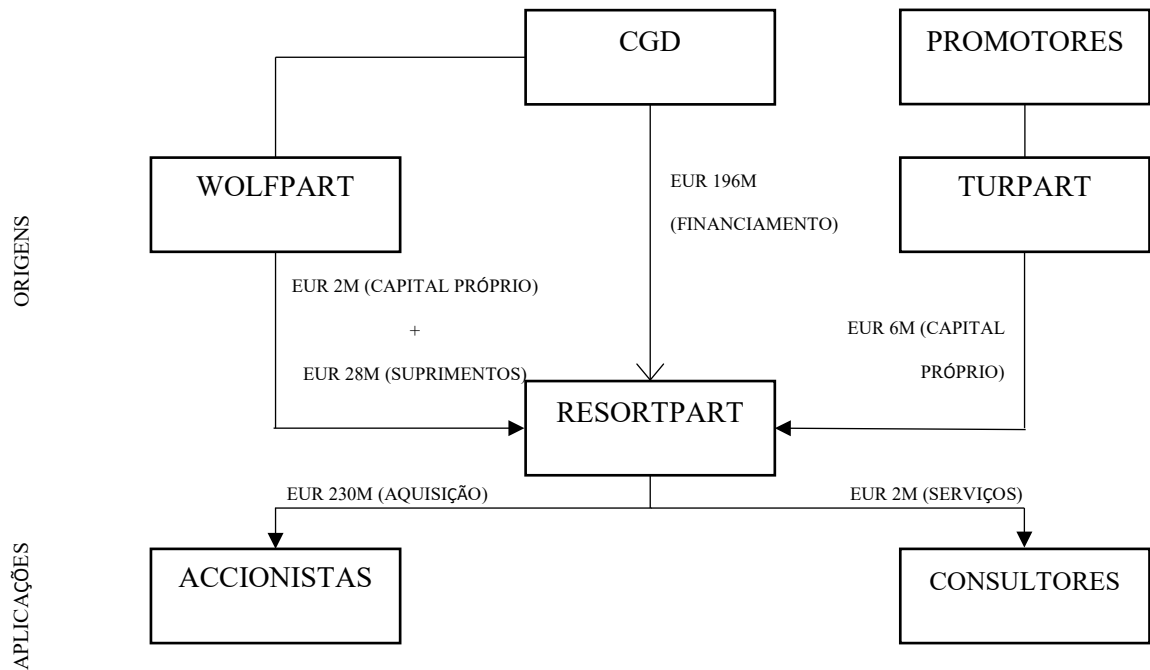 CGD
PROMOTORES
WOLFPART
EUR 196M
(FINANCIAMENTO)
TURPART
ORIGENS
EUR 2M (CAPITAL PRÓPRIO)
+
EUR 28M (SUPRIMENTOS)
EUR 6M (CAPITAL
PRÓPRIO)
RESORTPART
EUR 230M (AQUISIÇÃO)
EUR 2M (SERVIÇOS)
APLICAÇÕES
ACCIONISTAS
CONSULTORES